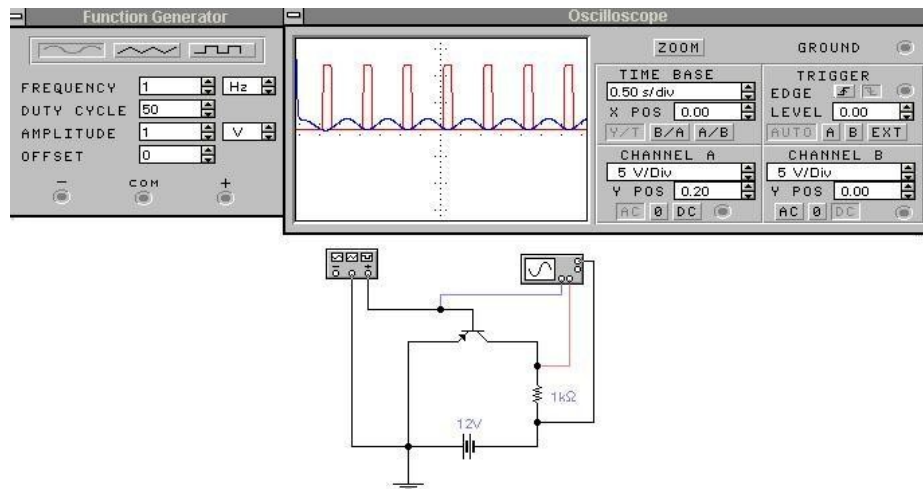 Function Generator
FREQUENCY 1 Hz
DUTY CYCLE 50
AMPLITUDE 1 V
OFFSET 0
− COM +
Oscilloscope
ZOOM GROUND
TIME BASE
0.50 s/div
X POS 0.00
Y/T B/A A/B
TRIGGER
EDGE
LEVEL 0.00
AUTO A B EXT
CHANNEL A
5 V/Div
Y POS 0.20
AC 0 DC
CHANNEL B
5 V/Div
Y POS 0.00
AC 0 DC
− +
1kΩ
12V